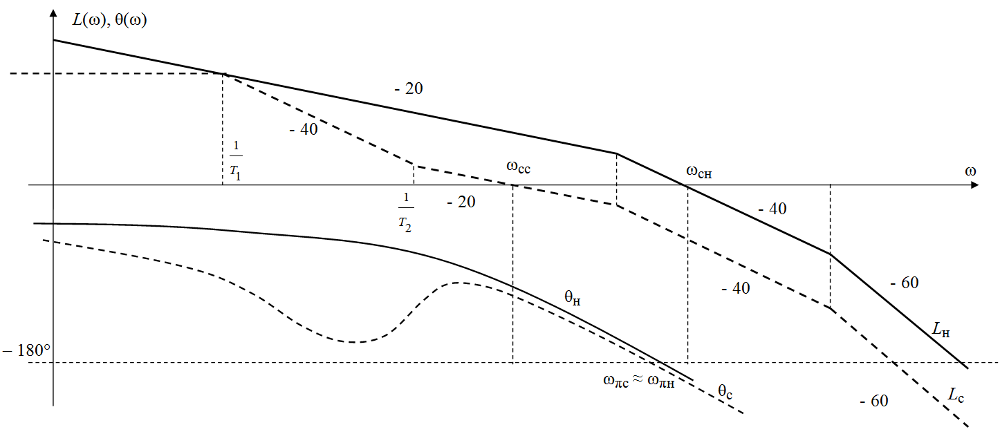 L(ω), θ(ω)
- 20
- 40
1
T1
ωсс
ωсн
ω
1
T2
- 20
- 40
- 40
- 60
θн
Lн
– 180°
ωπс ≈ ωπн
θс
- 60
Lс